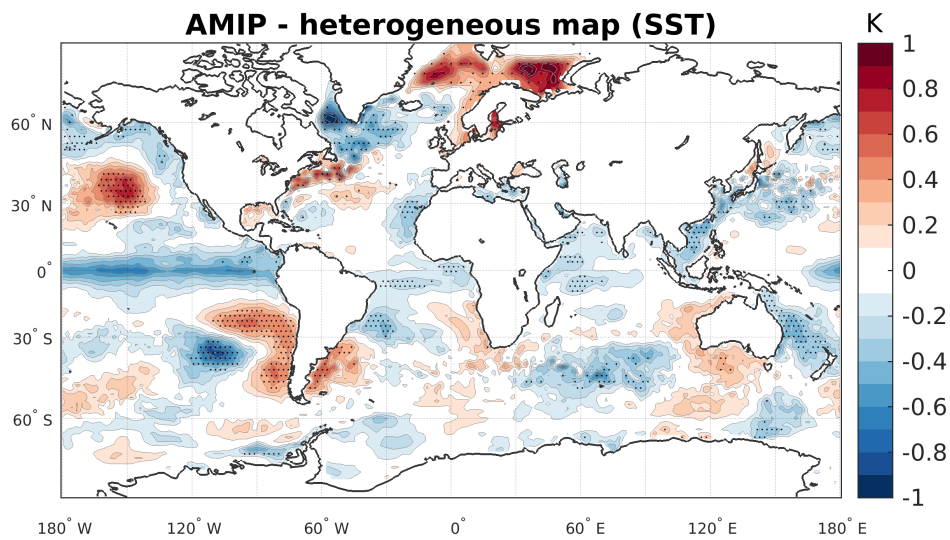 AMIP - heterogeneous map (SST)
K
1
0.8
0.6
0.4
0.2
0
-0.2
-0.4
-0.6
-0.8
-1
60° N
30° N
0°
30° S
60° S
180° W 120° W 60° W 0° 60° E 120° E 180° E